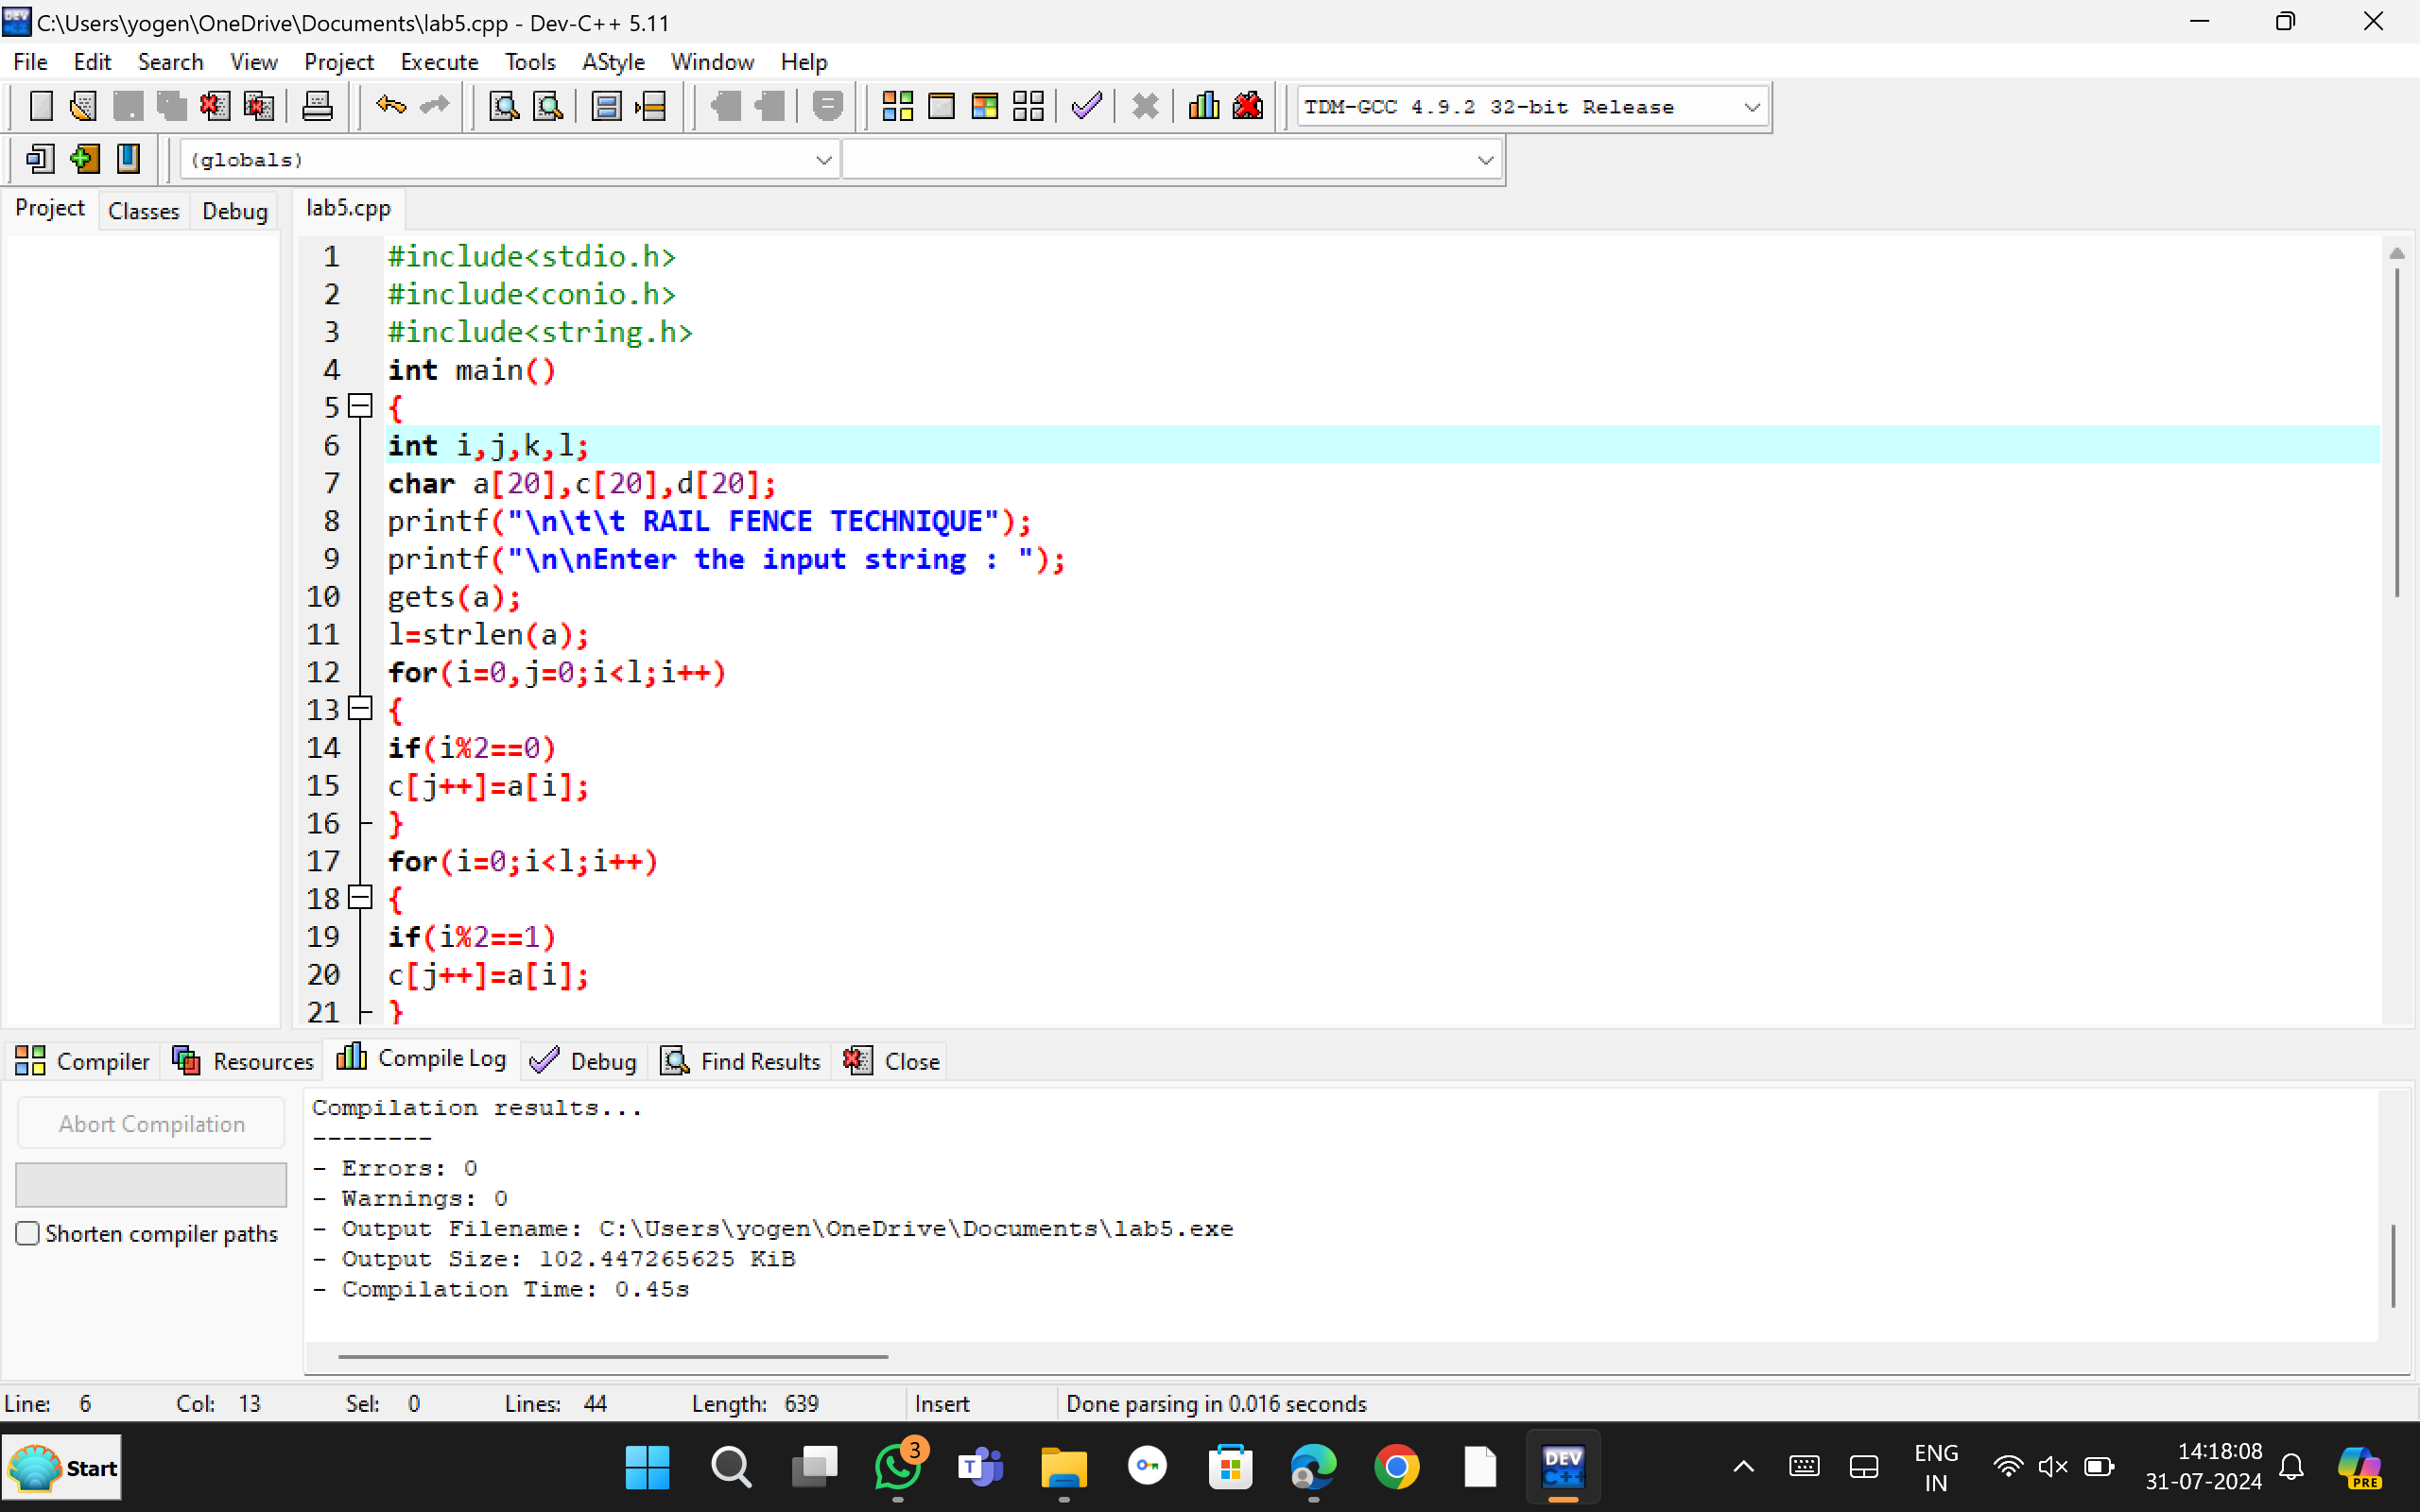 C:\Users\yogen\OneDrive\Documents\lab5.cpp - Dev-C++ 5.11
File Edit Search View Project Execute Tools AStyle Window Help
TDM-GCC 4.9.2 32-bit Release
(globals)
Project Classes Debug lab5.cpp
1 #include<stdio.h>
2 #include<conio.h>
3 #include<string.h>
4 int main()
5 {
6 int i,j,k,l;
7 char a[20],c[20],d[20];
8 printf("\n\t\t RAIL FENCE TECHNIQUE");
9 printf("\n\nEnter the input string : ");
10 gets(a);
11 l=strlen(a);
12 for(i=0,j=0;i<l;i++)
13 {
14 if(i%2==0)
15 c[j++]=a[i];
16 }
17 for(i=0;i<l;i++)
18 {
19 if(i%2==1)
20 c[j++]=a[i];
21 }
Compiler Resources Compile Log Debug Find Results Close
Abort Compilation
Shorten compiler paths
Compilation results...
--------
- Errors: 0
- Warnings: 0
- Output Filename: C:\Users\yogen\OneDrive\Documents\lab5.exe
- Output Size: 102.447265625 KiB
- Compilation Time: 0.45s
Line: 6 Col: 13 Sel: 0 Lines: 44 Length: 639 Insert Done parsing in 0.016 seconds
Start
3
T
DEV
C++
ENG
IN
14:18:08
31-07-2024
PRE